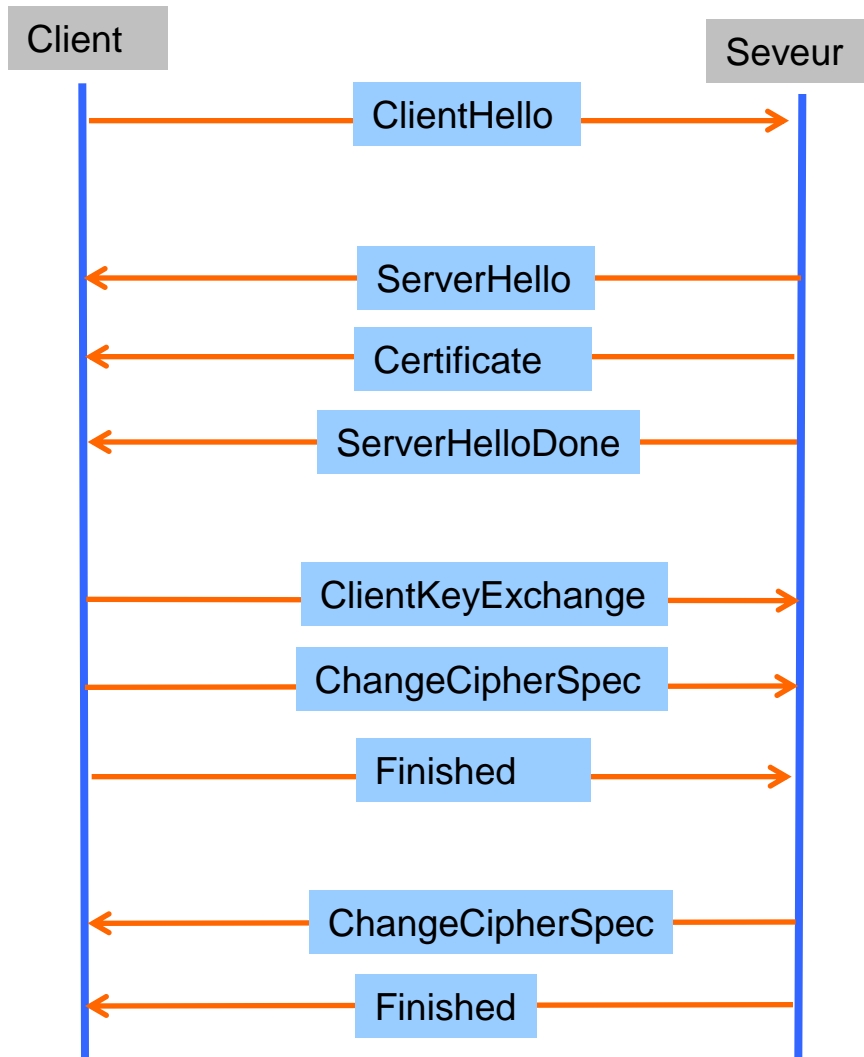 Client
Seveur
ClientHello
ServerHello
Certificate
ServerHelloDone
ClientKeyExchange
ChangeCipherSpec
Finished
ChangeCipherSpec
Finished